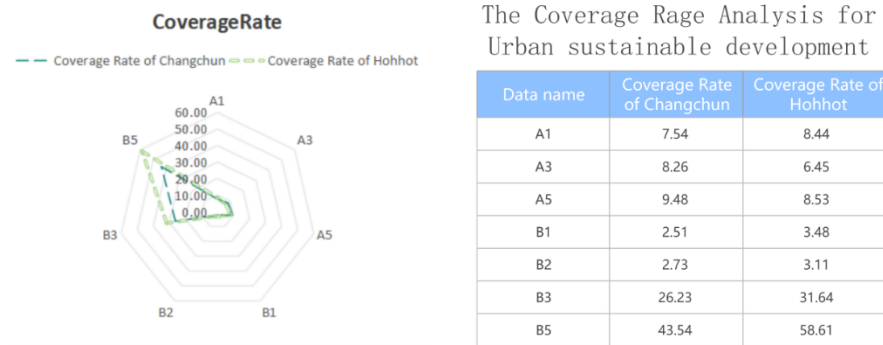 CoverageRate
Coverage Rate of Changchun Coverage Rate of Hohhot
A1
60.00
50.00
40.00
30.00
20.00
10.00
0.00
A3
A5
B1
B2
B3
B5
The Coverage Rage Analysis for
Urban sustainable development
Data name Coverage Rate of Changchun Coverage Rate of Hohhot
A1 7.54 8.44
A3 8.26 6.45
A5 9.48 8.53
B1 2.51 3.48
B2 2.73 3.11
B3 26.23 31.64
B5 43.54 58.61